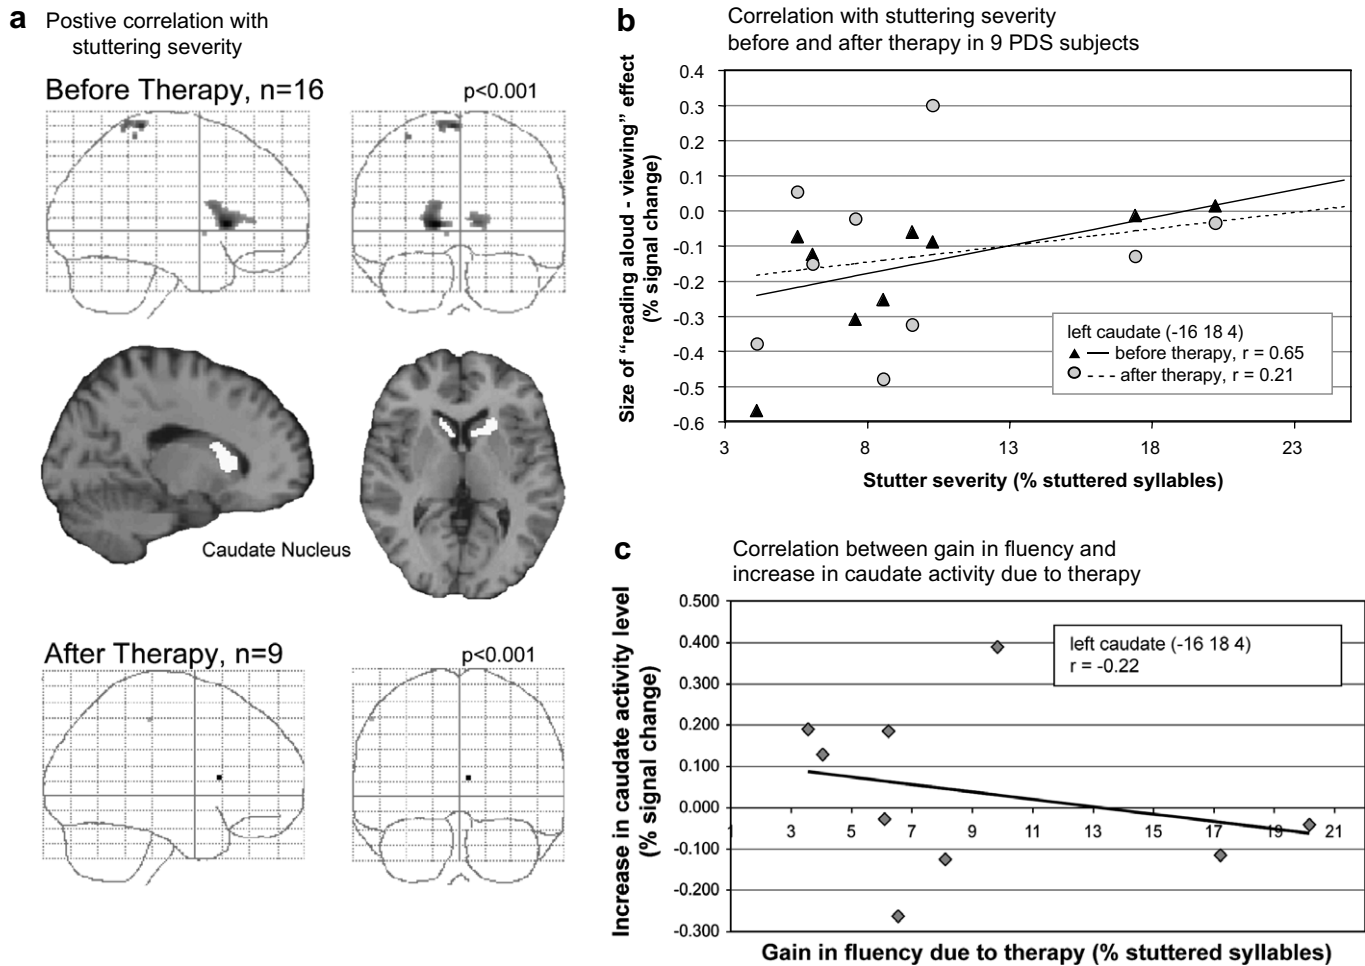 a Postive correlation with
stuttering severity
Before Therapy, n=16
p<0.001
Caudate Nucleus
After Therapy, n=9
p<0.001
b Correlation with stuttering severity
before and after therapy in 9 PDS subjects
Size of “reading aloud - viewing” effect
(% signal change)
0.4
0.3
0.2
0.1
0.0
-0.1
-0.2
-0.3
-0.4
-0.5
-0.6
left caudate (-16 18 4)
before therapy, r = 0.65
after therapy, r = 0.21
3 8 13 18 23
Stutter severity (% stuttered syllables)
c Correlation between gain in fluency and
increase in caudate activity due to therapy
Increase in caudate activity level
(% signal change)
0.500
0.400
0.300
0.200
0.100
0.000
-0.100
-0.200
-0.300
left caudate (-16 18 4)
r = -0.22
1 3 5 7 9 11 13 15 17 19 21
Gain in fluency due to therapy (% stuttered syllables)